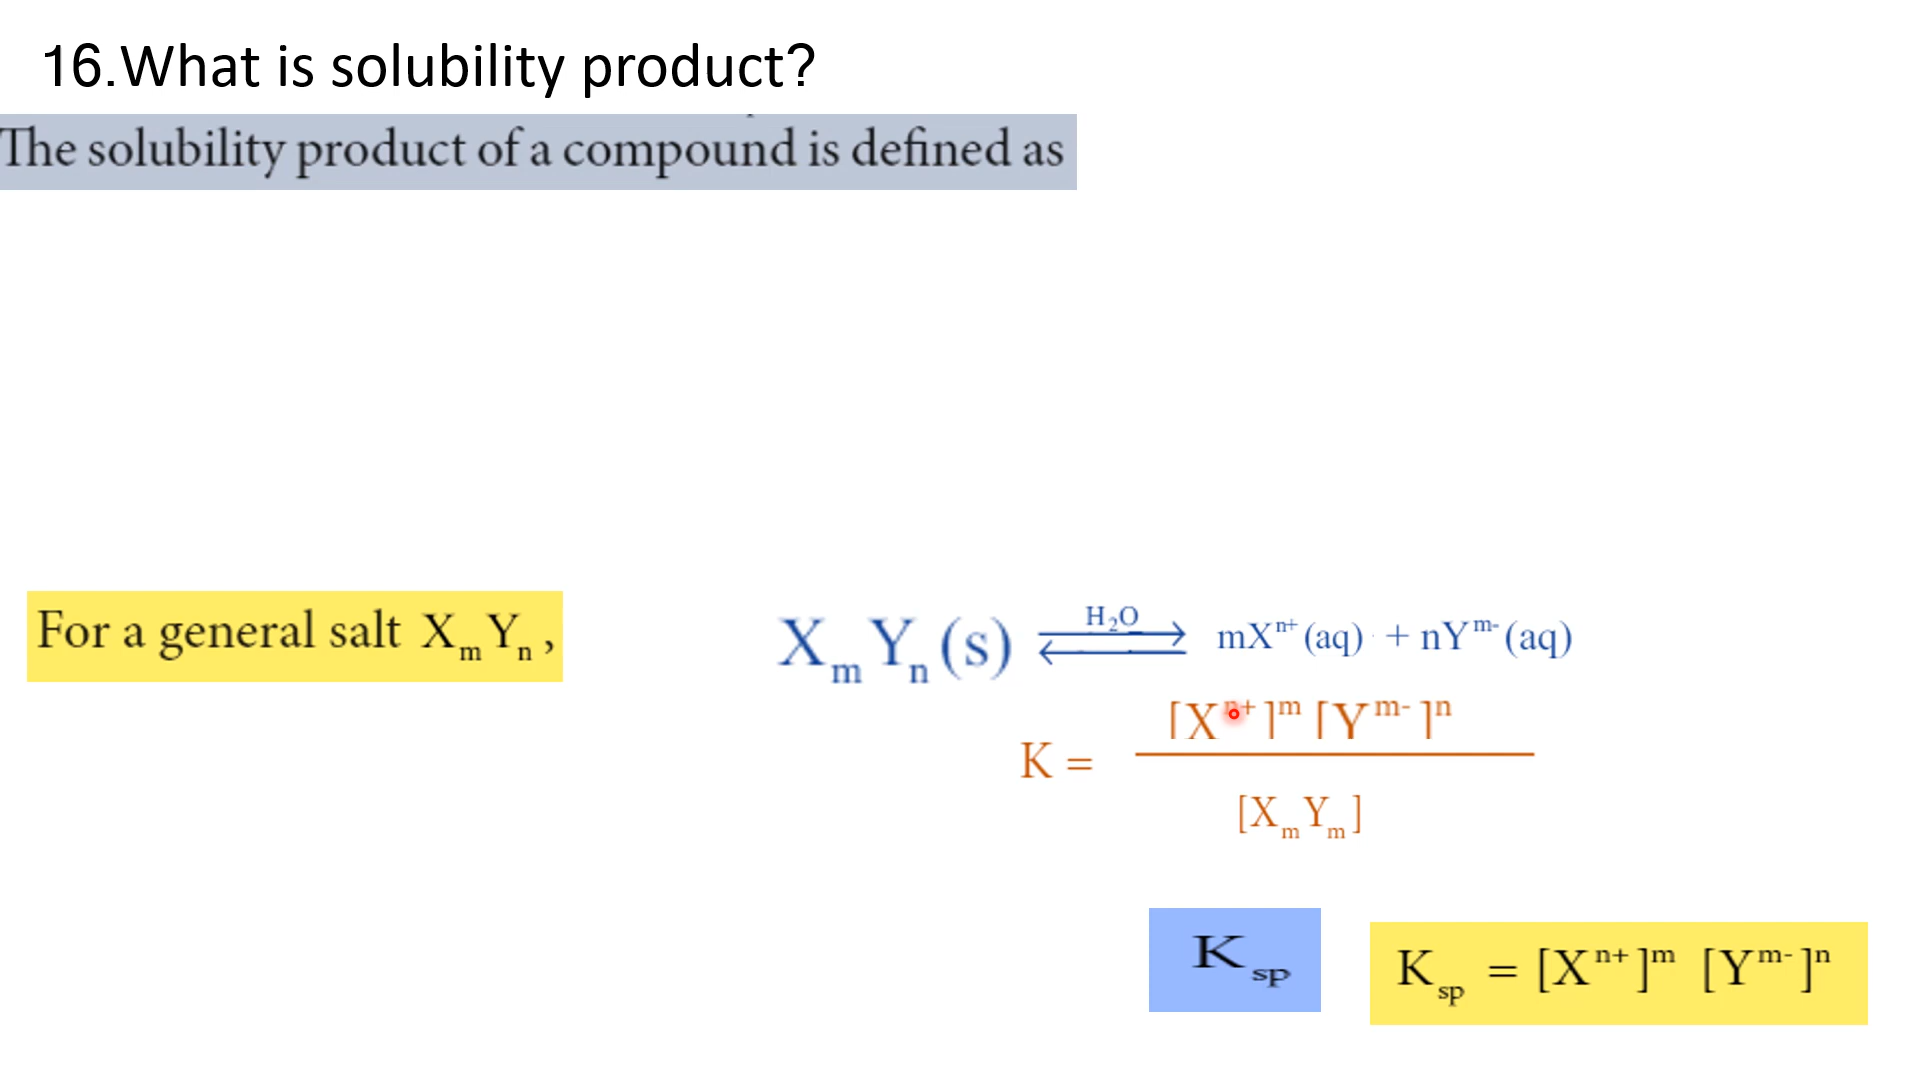 16.What is solubility product?
The solubility product of a compound is defined as
For a general salt XₘYₙ,
XₘYₙ(s) ⇌ H₂O mXⁿ⁺(aq) + nYᵐ⁻(aq)
K = [Xⁿ⁺]ᵐ [Yᵐ⁻]ⁿ
[XₘYₘ]
Kₛₚ
Kₛₚ = [Xⁿ⁺]ᵐ [Yᵐ⁻]ⁿ